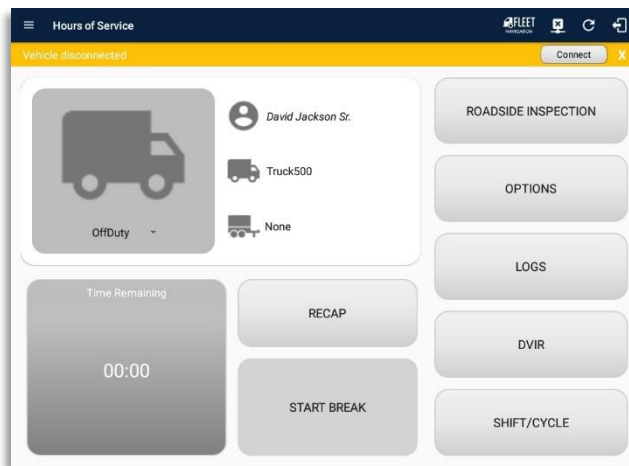 Hours of Service
FLEET
NAVIGATION
Vehicle disconnected
Connect
X
David Jackson Sr.
Truck500
None
OffDuty
Time Remaining
00:00
RECAP
START BREAK
ROADSIDE INSPECTION
OPTIONS
LOGS
DVIR
SHIFT/CYCLE